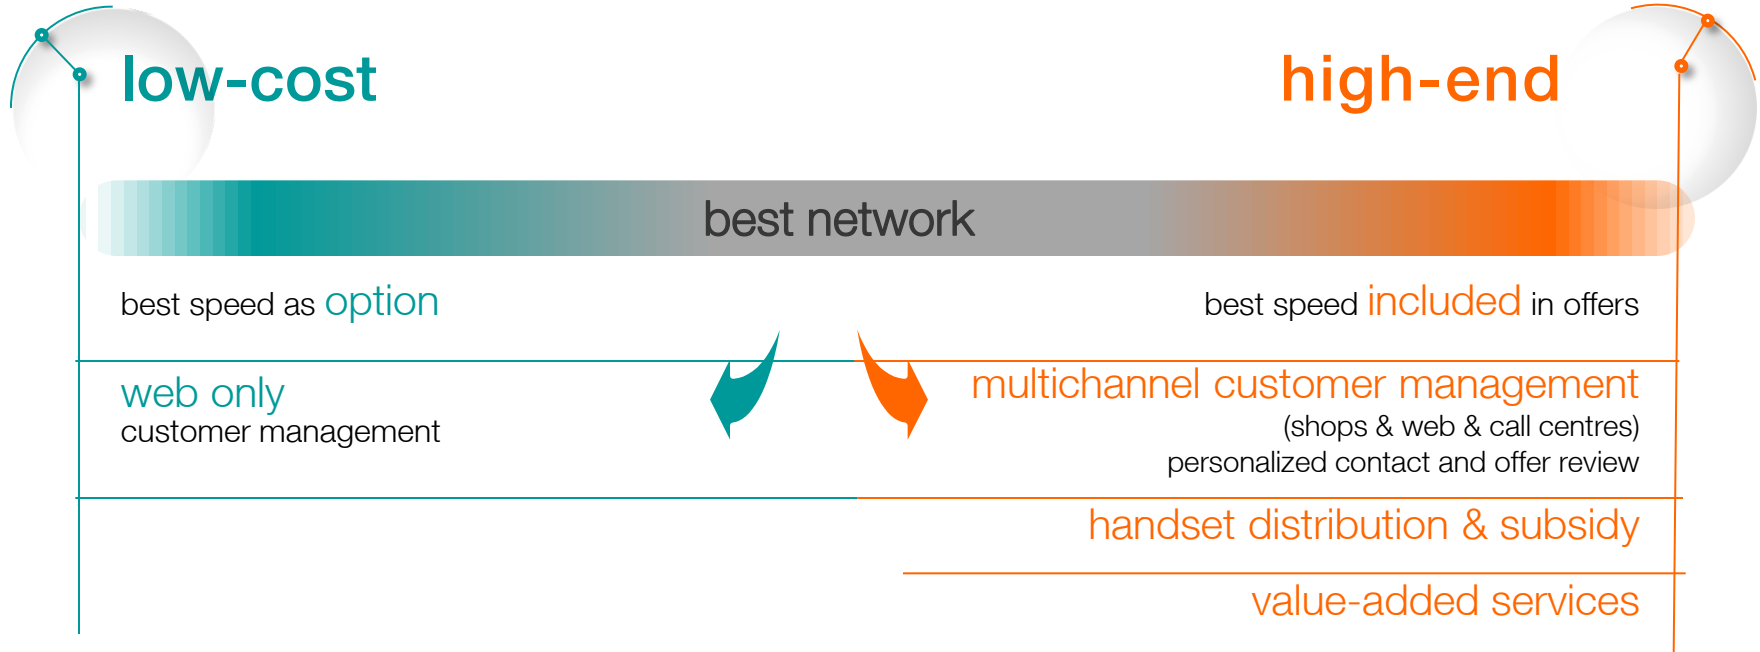 low-cost
high-end
best network
best speed as option
best speed included in offers
web only
customer management
multichannel customer management
(shops & web & call centres)
personalized contact and offer review
handset distribution & subsidy
value-added services